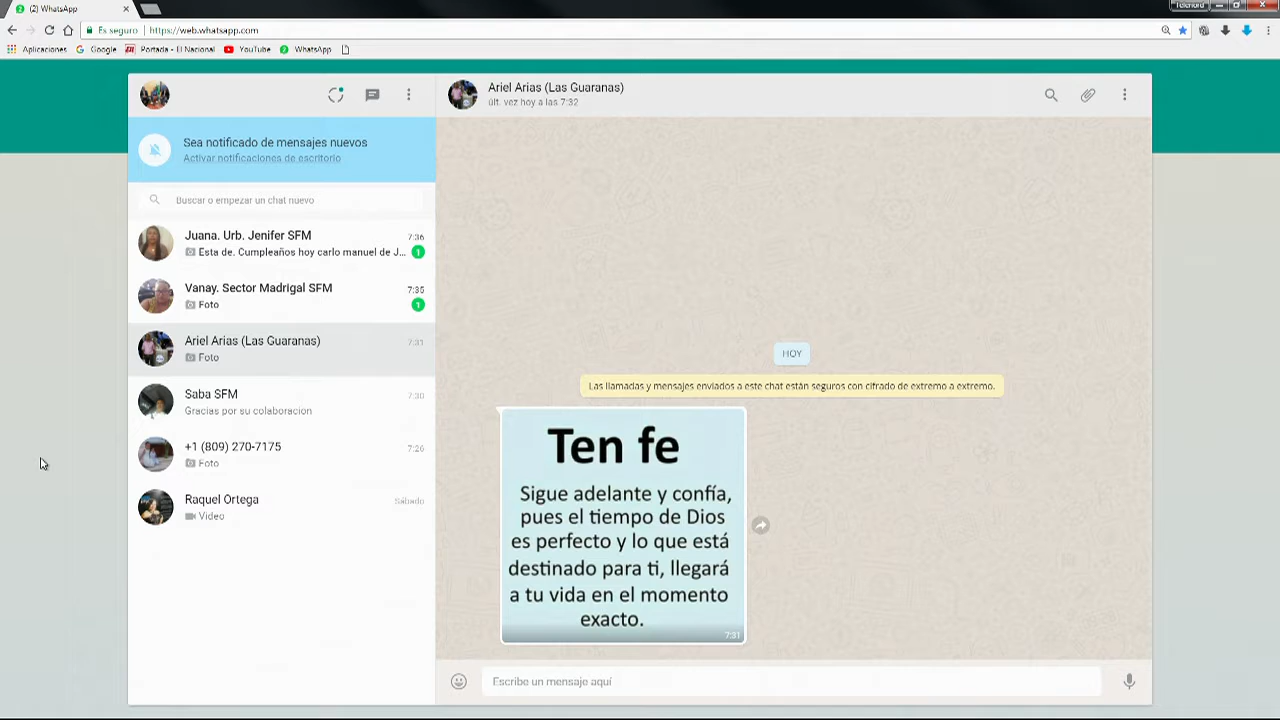 (2) WhatsApp
Telenord
Es seguro https://web.whatsapp.com
Aplicaciones Google Portada - El Nacional YouTube WhatsApp
Ariel Arias (Las Guaranas)
últ. vez hoy a las 7:32
Sea notificado de mensajes nuevos
Activar notificaciones de escritorio
Buscar o empezar un chat nuevo
Juana. Urb. Jenifer SFM 7:36
Esta de. Cumpleaños hoy carlo manuel de J... 1
Vanay. Sector Madrigal SFM 7:35
Foto 1
Ariel Arias (Las Guaranas) 7:31
Foto
Saba SFM 7:30
Gracias por su colaboracion
+1 (809) 270-7175 7:26
Foto
Raquel Ortega Sábado
Video
HOY
Las llamadas y mensajes enviados a este chat están seguros con cifrado de extremo a extremo.
Ten fe
Sigue adelante y confía,
pues el tiempo de Dios
es perfecto y lo que está
destinado para ti, llegará
a tu vida en el momento
exacto.
7:31
Escribe un mensaje aquí